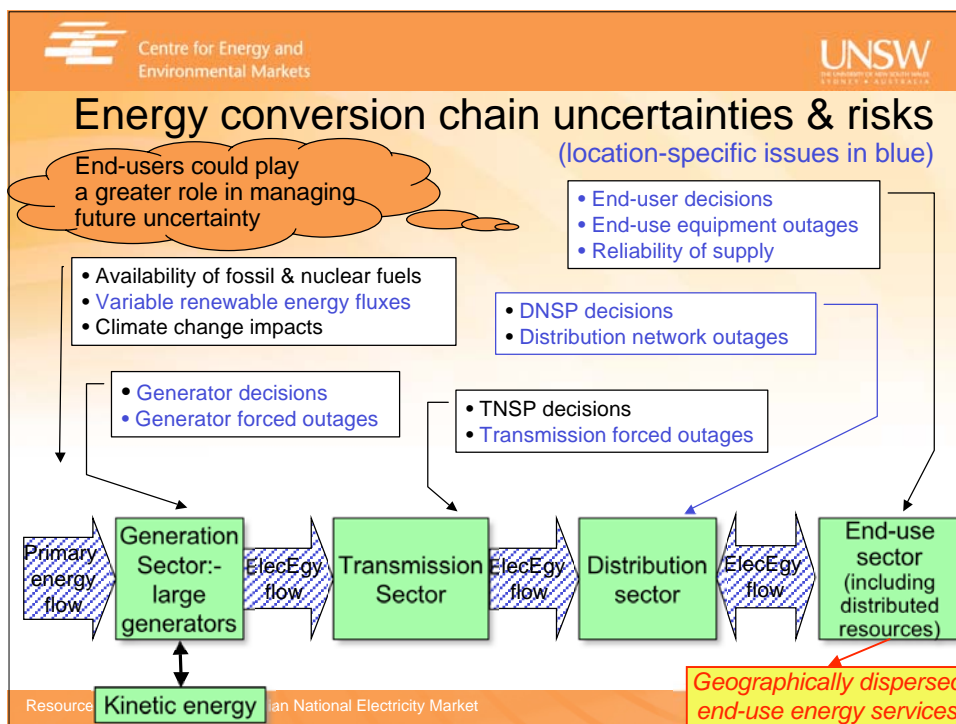 Centre for Energy and
Environmental Markets
UNSW
THE UNIVERSITY OF NEW SOUTH WALES
SYDNEY • AUSTRALIA
Energy conversion chain uncertainties & risks
(location-specific issues in blue)
End-users could play
a greater role in managing
future uncertainty
• End-user decisions
• End-use equipment outages
• Reliability of supply
• Availability of fossil & nuclear fuels
• Variable renewable energy fluxes
• Climate change impacts
• DNSP decisions
• Distribution network outages
• Generator decisions
• Generator forced outages
• TNSP decisions
• Transmission forced outages
Primary
energy
flow
Generation
Sector:-
large
generators
ElecEgy
flow
Transmission
Sector
ElecEgy
flow
Distribution
sector
ElecEgy
flow
End-use
sector
(including
distributed
resources)
Kinetic energy
Geographically dispersed
end-use energy services
Resource
ian National Electricity Market